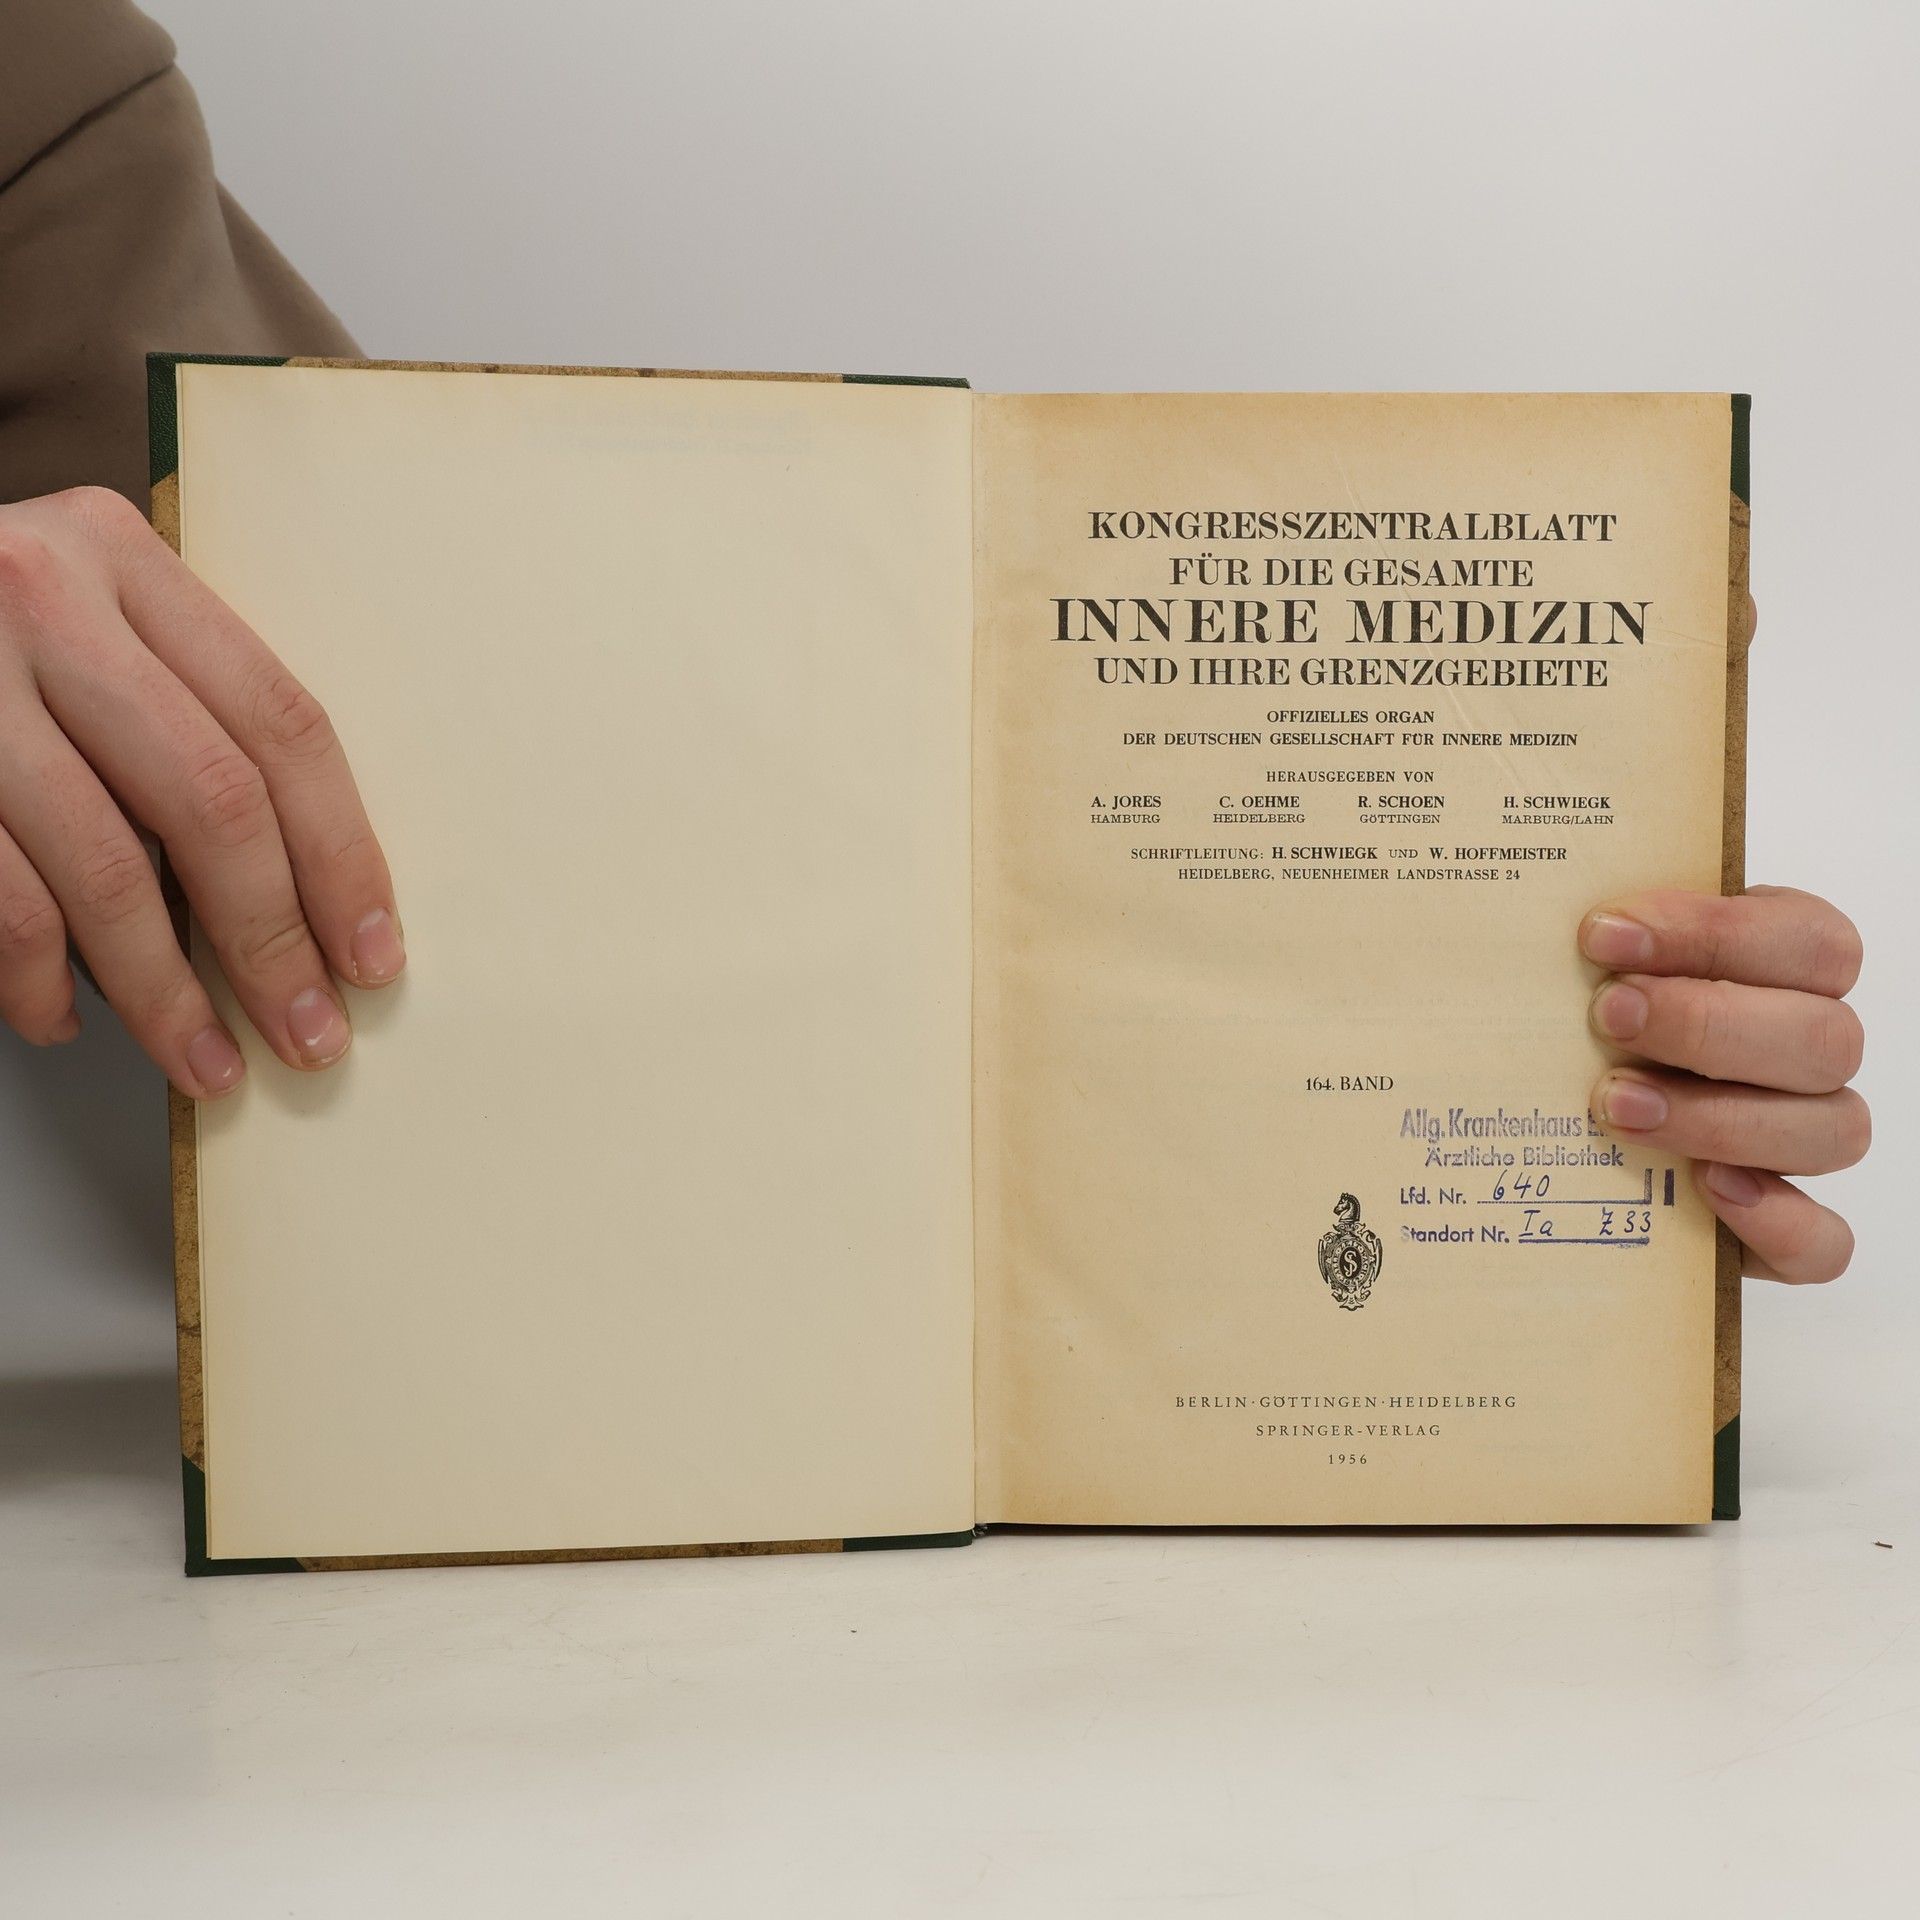 KONGRESSZENTRALBLATT
FÜR DIE GESAMTE
INNERE MEDIZIN
UND IHRE GRENZGEBIETE
OFFIZIELLES ORGAN
DER DEUTSCHEN GESELLSCHAFT FÜR INNERE MEDIZIN
HERAUSGEGEBEN VON
A. JORES C. OEHME R. SCHOEN H. SCHWIEGK
HAMBURG HEIDELBERG GÖTTINGEN MARBURG/LAHN
SCHRIFTLEITUNG: H. SCHWIEGK UND W. HOFFMEISTER
HEIDELBERG, NEUENHEIMER LANDSTRASSE 24
164. BAND
Allg. Krankenhaus
Ärztliche Bibliothek
Lfd. Nr. 640
Standort Nr. Ia Z 33
BERLIN · GÖTTINGEN · HEIDELBERG
SPRINGER-VERLAG
1956